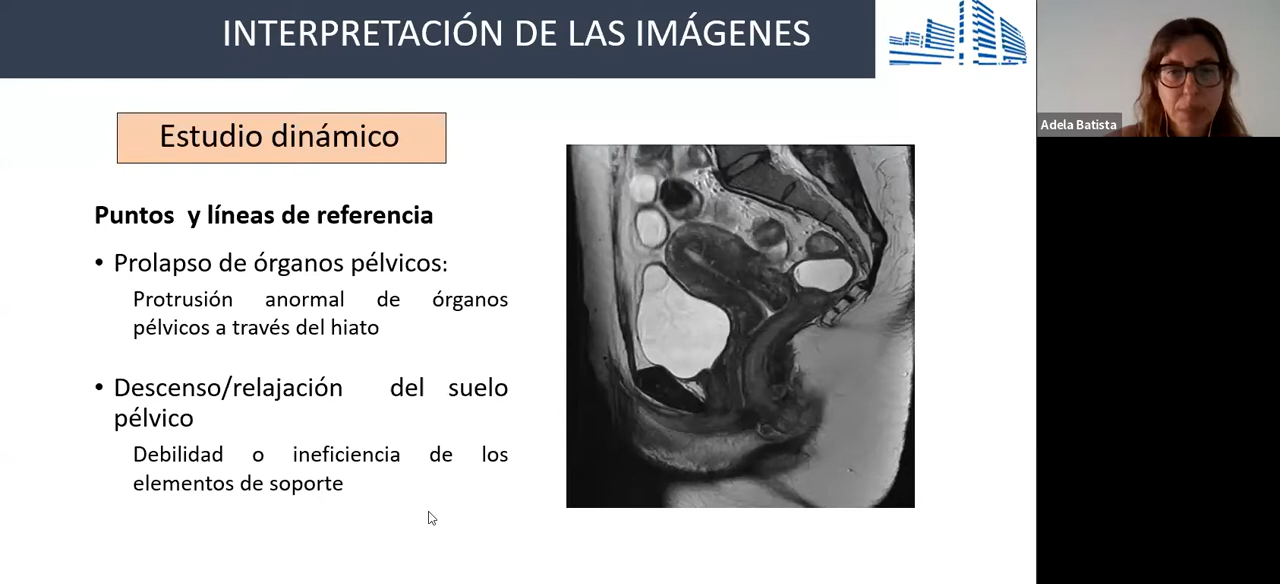 INTERPRETACIÓN DE LAS IMÁGENES
Adela Batista
Estudio dinámico
Puntos y líneas de referencia
• Prolapso de órganos pélvicos:
Protrusión anormal de órganos
pélvicos a través del hiato
• Descenso/relajación del suelo
pélvico
Debilidad o ineficiencia de los
elementos de soporte